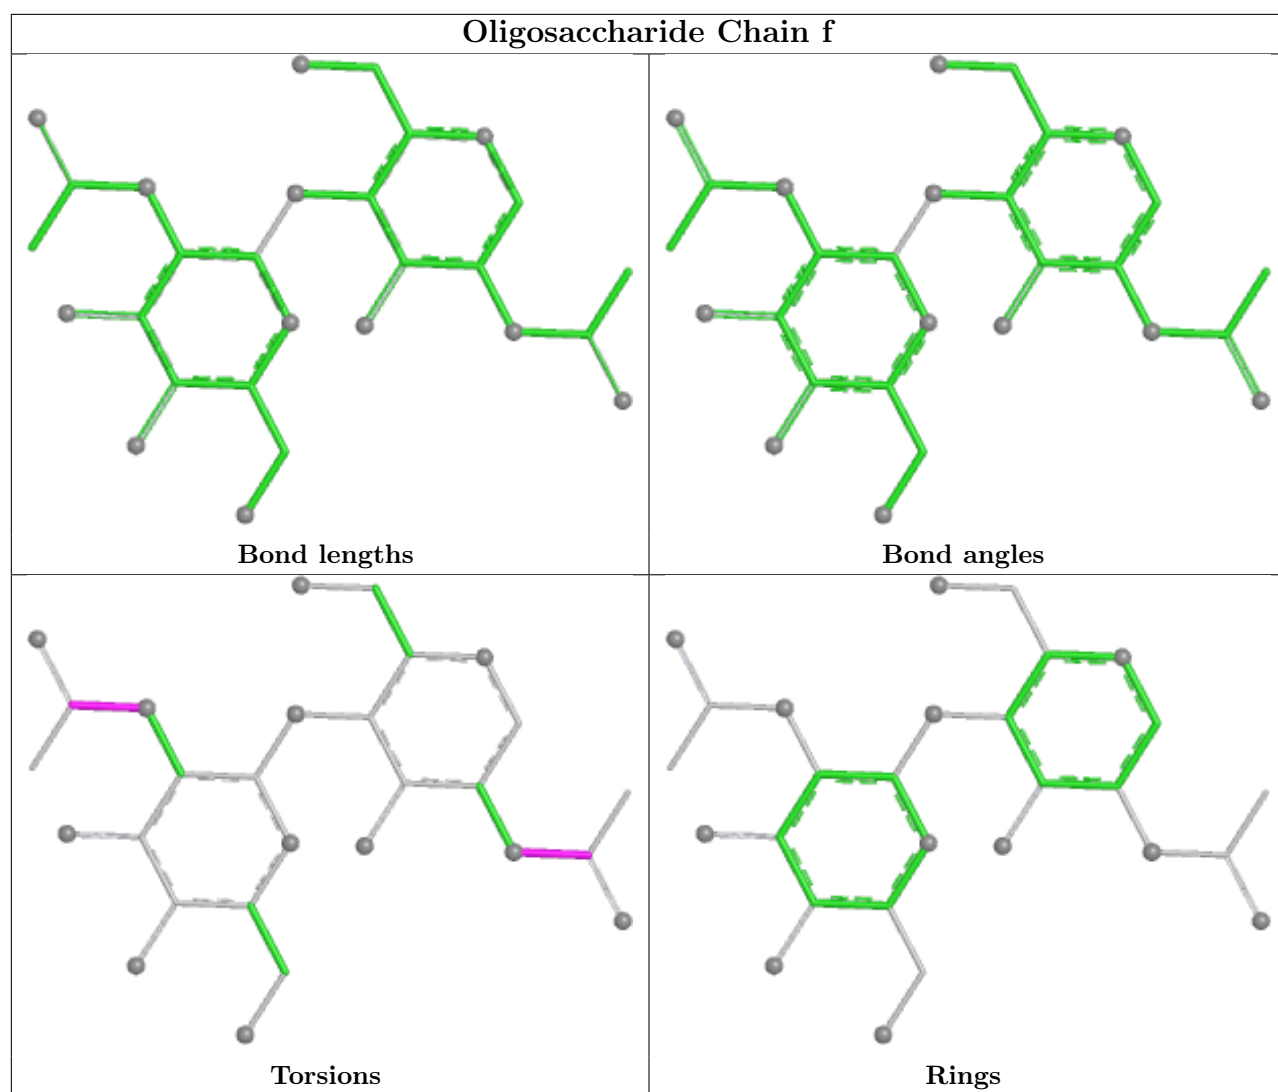 Oligosaccharide Chain f
Bond lengths
Bond angles
Torsions
Rings